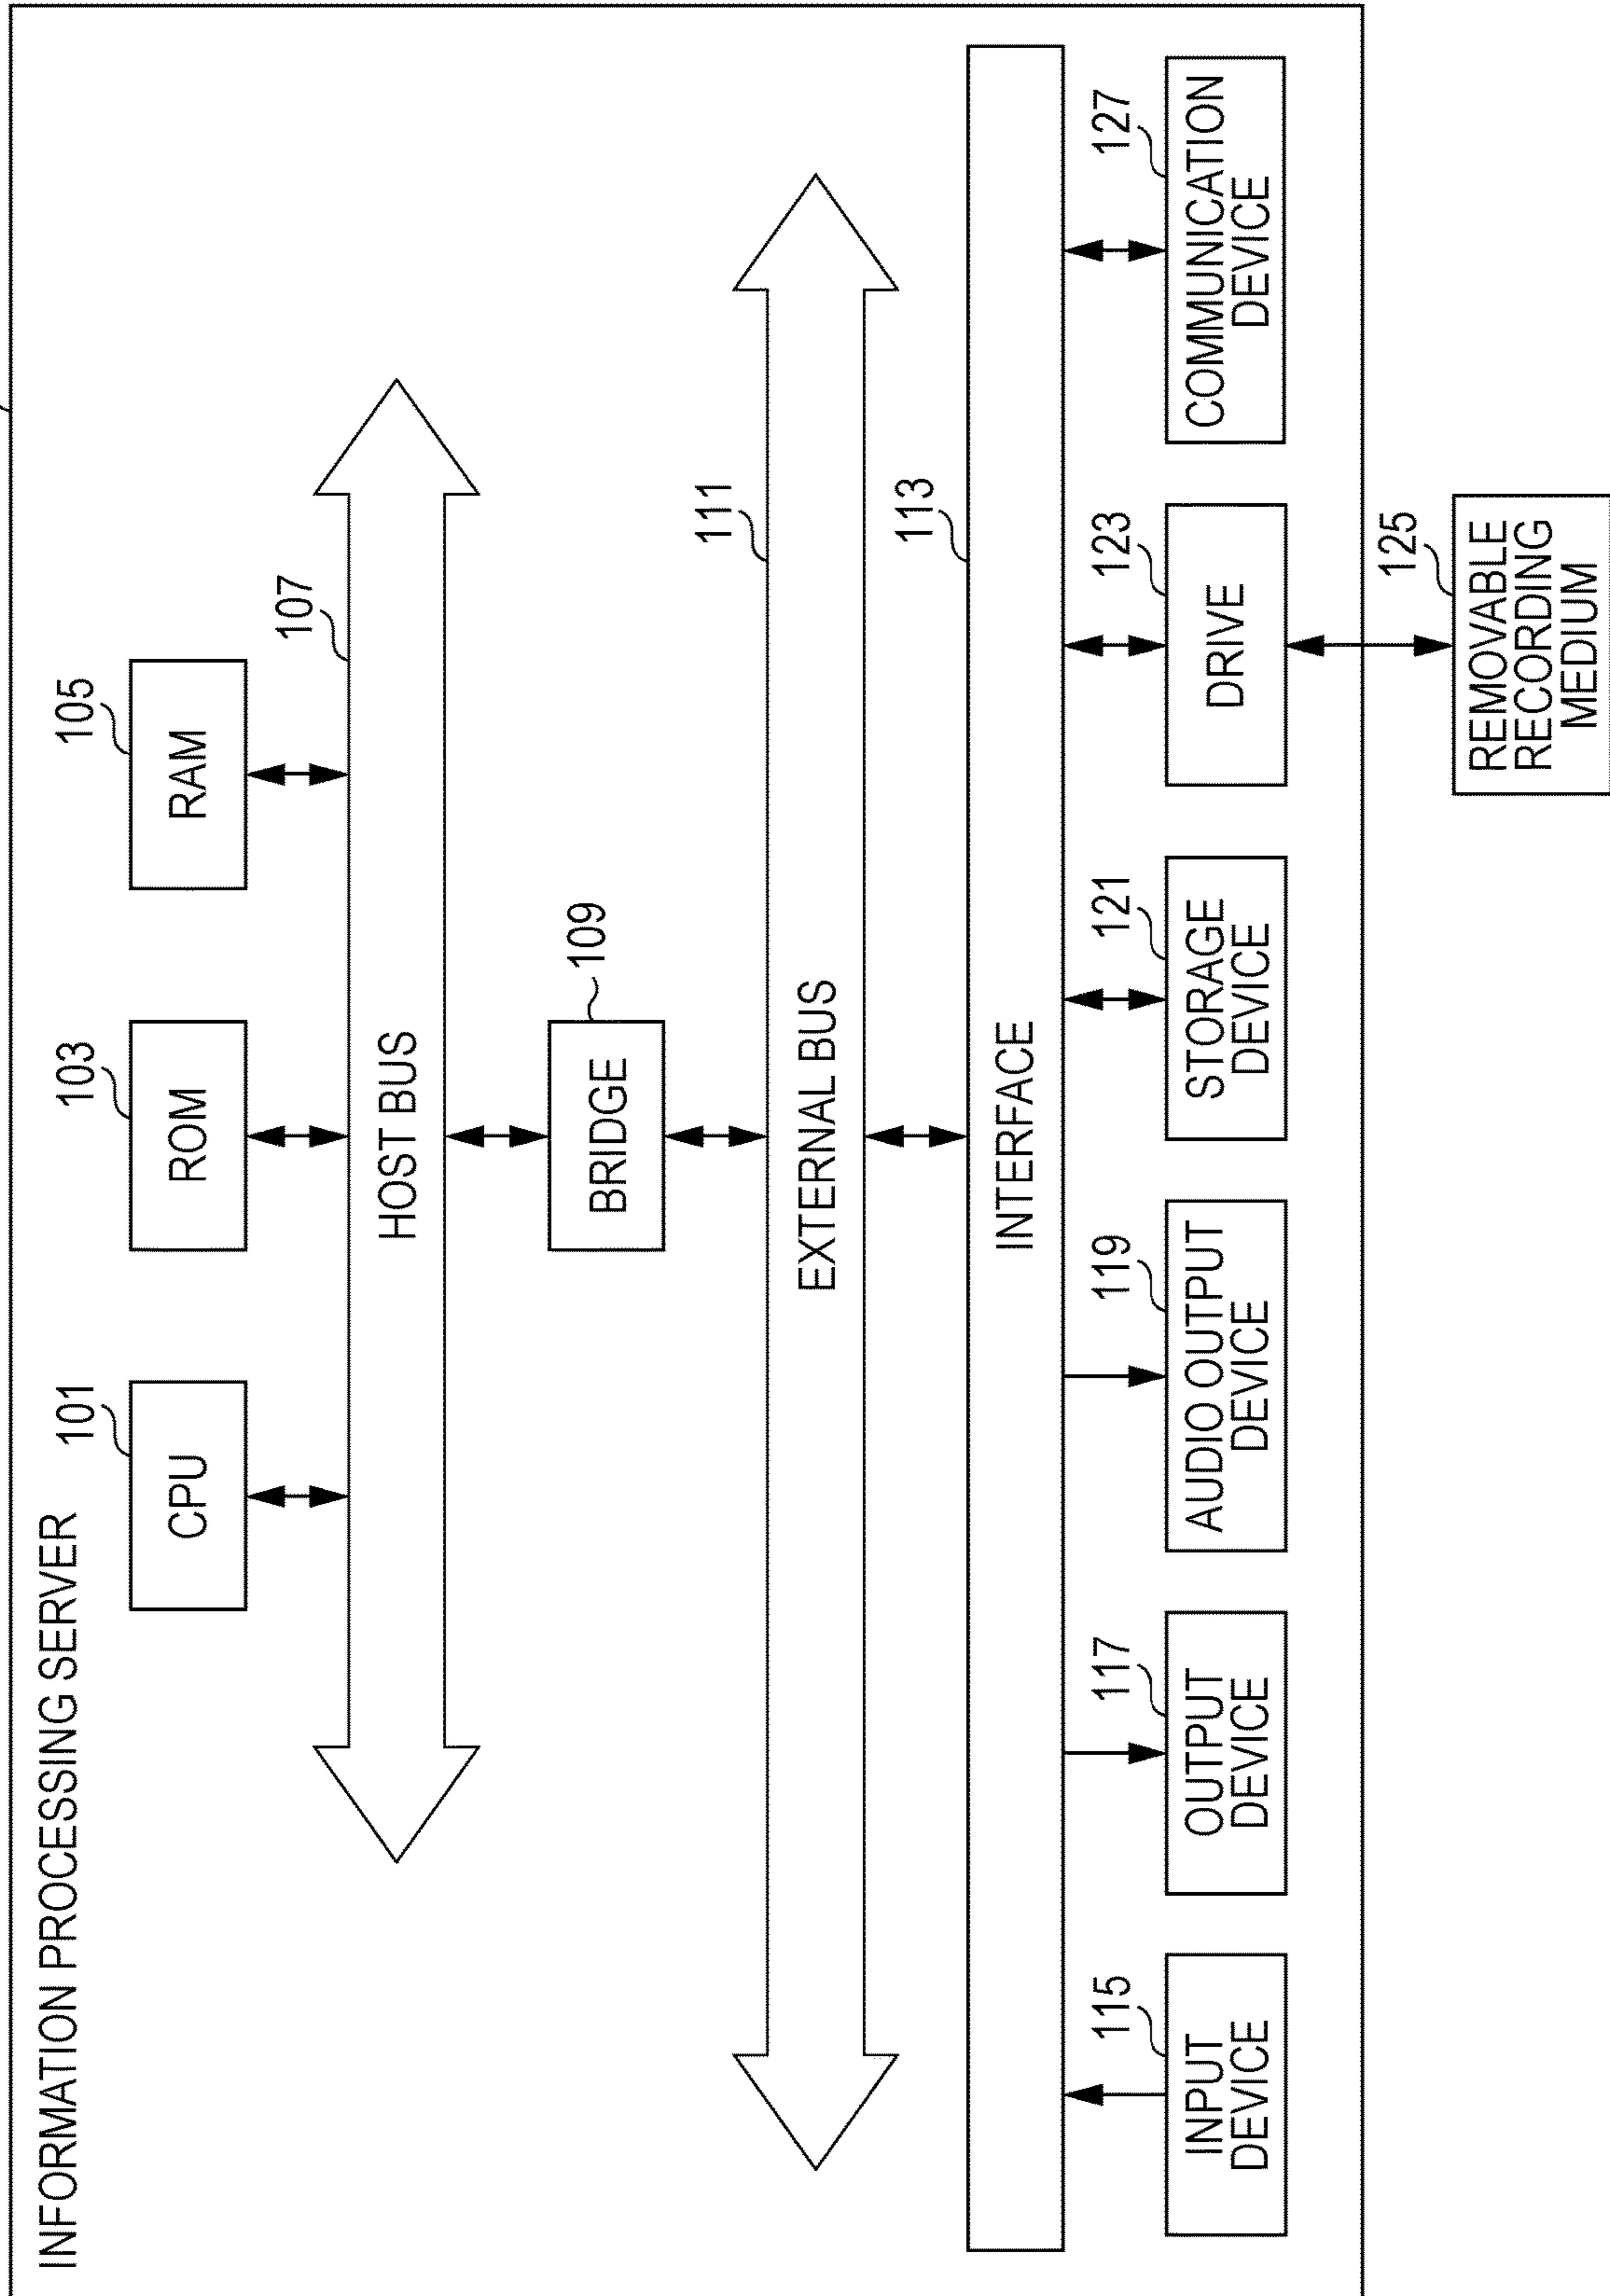 INFORMATION PROCESSING SERVER
101
CPU
103
ROM
105
RAM
107
HOST BUS
109
BRIDGE
111
EXTERNAL BUS
113
INTERFACE
115
INPUT
DEVICE
117
OUTPUT
DEVICE
119
AUDIO OUTPUT
DEVICE
121
STORAGE
DEVICE
123
DRIVE
127
COMMUNICATION
DEVICE
125
REMOVABLE
RECORDING
MEDIUM